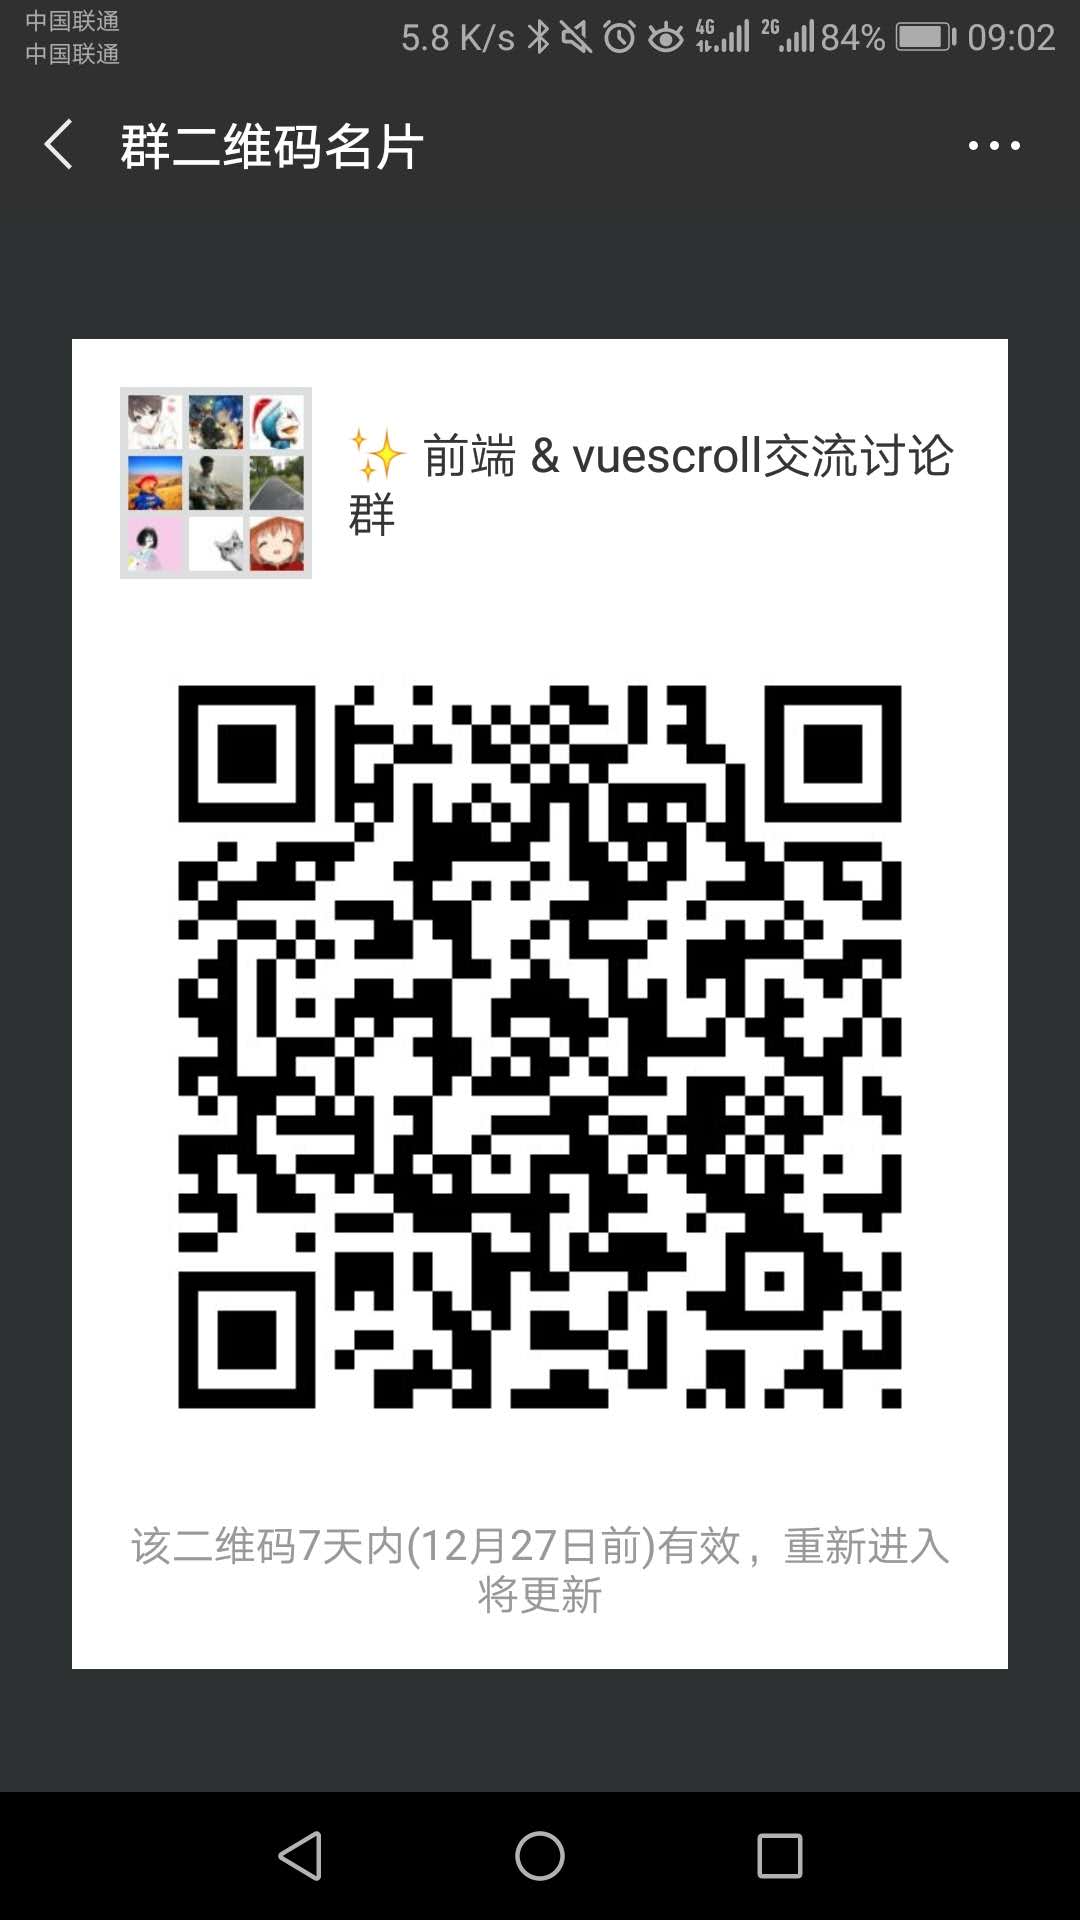 中国联通
中国联通
5.8 K/s 4G 2G 84% 09:02
群二维码名片
✨ 前端 & vuescroll交流讨论
群
该二维码7天内(12月27日前)有效，重新进入
将更新